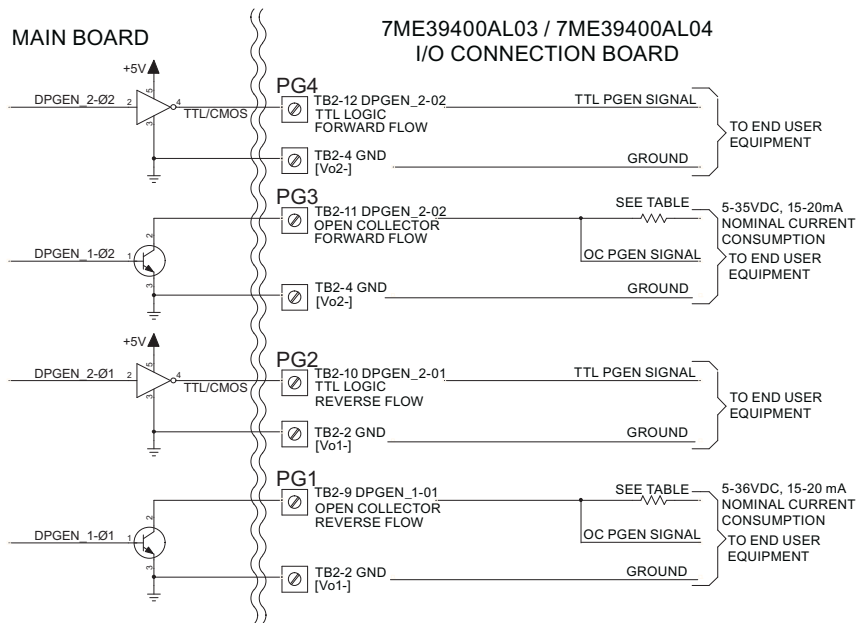 MAIN BOARD
7ME39400AL03 / 7ME39400AL04
I/O CONNECTION BOARD
+5V
PG4
DPGEN_2-Ø2
2
5
4
3
TTL/CMOS
TB2-12 DPGEN_2-02
TTL LOGIC
FORWARD FLOW
TTL PGEN SIGNAL
TO END USER
EQUIPMENT
TB2-4 GND
[Vo2-]
GROUND
PG3
TB2-11 DPGEN_2-02
OPEN COLLECTOR
FORWARD FLOW
SEE TABLE
5-35VDC, 15-20mA
NOMINAL CURRENT
CONSUMPTION
DPGEN_1-Ø2
1
2
3
OC PGEN SIGNAL
TO END USER
EQUIPMENT
TB2-4 GND
[Vo2-]
GROUND
+5V
PG2
DPGEN_2-Ø1
2
5
4
3
TTL/CMOS
TB2-10 DPGEN_2-01
TTL LOGIC
REVERSE FLOW
TTL PGEN SIGNAL
TO END USER
EQUIPMENT
TB2-2 GND
[Vo1-]
GROUND
PG1
TB2-9 DPGEN_1-01
OPEN COLLECTOR
REVERSE FLOW
SEE TABLE
5-36VDC, 15-20 mA
NOMINAL CURRENT
CONSUMPTION
DPGEN_1-Ø1
1
2
3
OC PGEN SIGNAL
TO END USER
EQUIPMENT
TB2-2 GND
[Vo1-]
GROUND